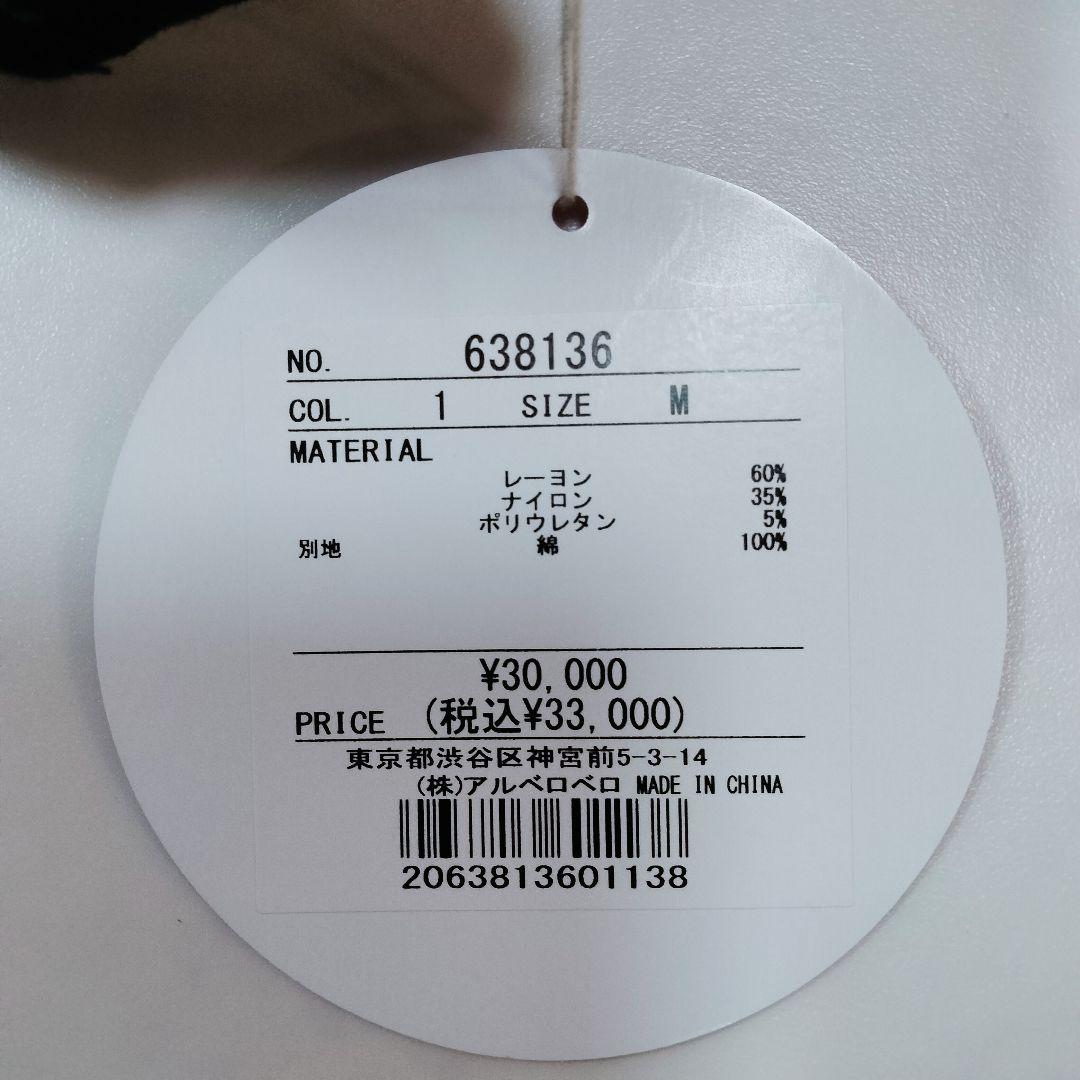 NO. 638136
COL. 1 SIZE M
MATERIAL
レーヨン 60%
ナイロン 35%
ポリウレタン 5%
別地 綿 100%
¥30,000
PRICE (税込¥33,000)
東京都渋谷区神宮前5-3-14
(株)アルベロベロ MADE IN CHINA
2063813601138